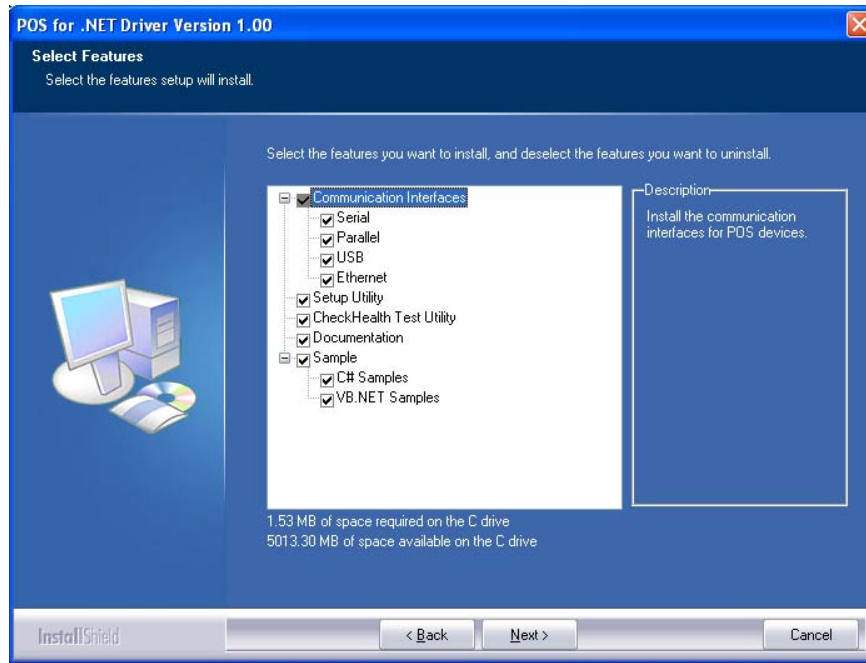 POS for .NET Driver Version 1.00
Select Features
Select the features setup will install.
Select the features you want to install, and deselect the features you want to uninstall.
Communication Interfaces
Serial
Parallel
USB
Ethernet
Setup Utility
CheckHealth Test Utility
Documentation
Sample
C# Samples
VB.NET Samples
Description
Install the communication
interfaces for POS devices.
1.53 MB of space required on the C drive
5013.30 MB of space available on the C drive
InstallShield
< Back
Next >
Cancel